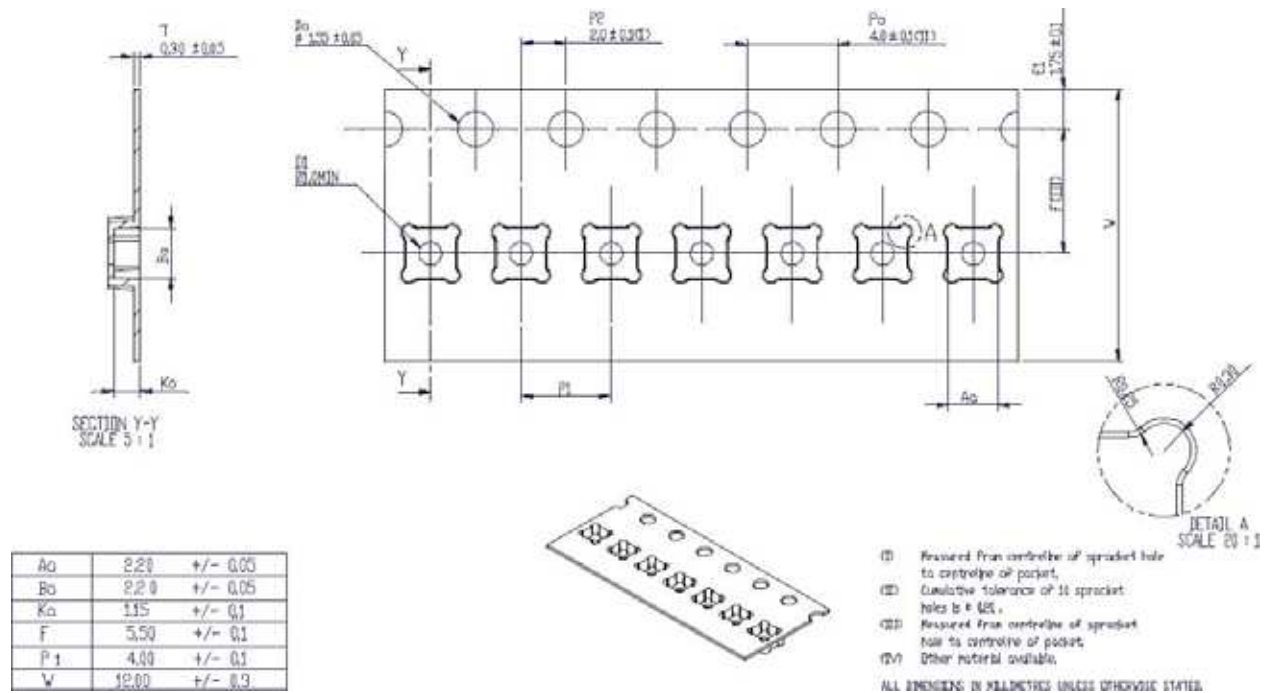 T
0.30 ±0.05
Do
ø 1.55 ±0.05
P2
2.0±0.1(I)
Po
4.0±0.1(II)
E1
1.75 ±0.1
Y
D1
Ø1.0MIN
F(III)
W
A
Bo
Ko
Y
P1
Ao
SECTION Y-Y
SCALE 5 : 1
R0.30
DETAIL A
SCALE 20 : 1
Ao 2.20 +/- 0.05
Bo 2.20 +/- 0.05
Ko 1.15 +/- 0.1
F 5.50 +/- 0.1
P1 4.00 +/- 0.1
W 12.00 +/- 0.3
(I) Measured from centreline of sprocket hole
to centreline of pocket.
(II) Cumulative tolerance of 10 sprocket
holes is ±
(III) Measured from centreline of sprocket
hole to centreline of pocket.
(IV) Other material available.
ALL DIMENSIONS IN MILLIMETRES UNLESS OTHERWISE STATED.